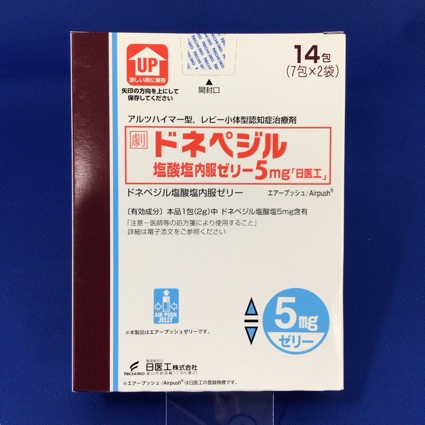 UP
涼しい所に保存
矢印の方向を上にして
保存してください
開封口
14包
(7包×2袋)
アルツハイマー型，レビー小体型認知症治療剤
劇 ドネペジル
塩酸塩内服ゼリー5mg「日医工」
ドネペジル塩酸塩内服ゼリー エアープッシュ/Airpush®
〔有効成分〕本品1包(2g)中 ドネペジル塩酸塩5mg含有
「注意－医師等の処方箋により使用すること」
詳細は電子添文をご参照ください
AIR PUSH
JELLY
※本製品はエアープッシュゼリーです。
5mg
ゼリー
NICHIIKO
日医工株式会社
※エアープッシュ/Airpush®は日医工の登録商標です。